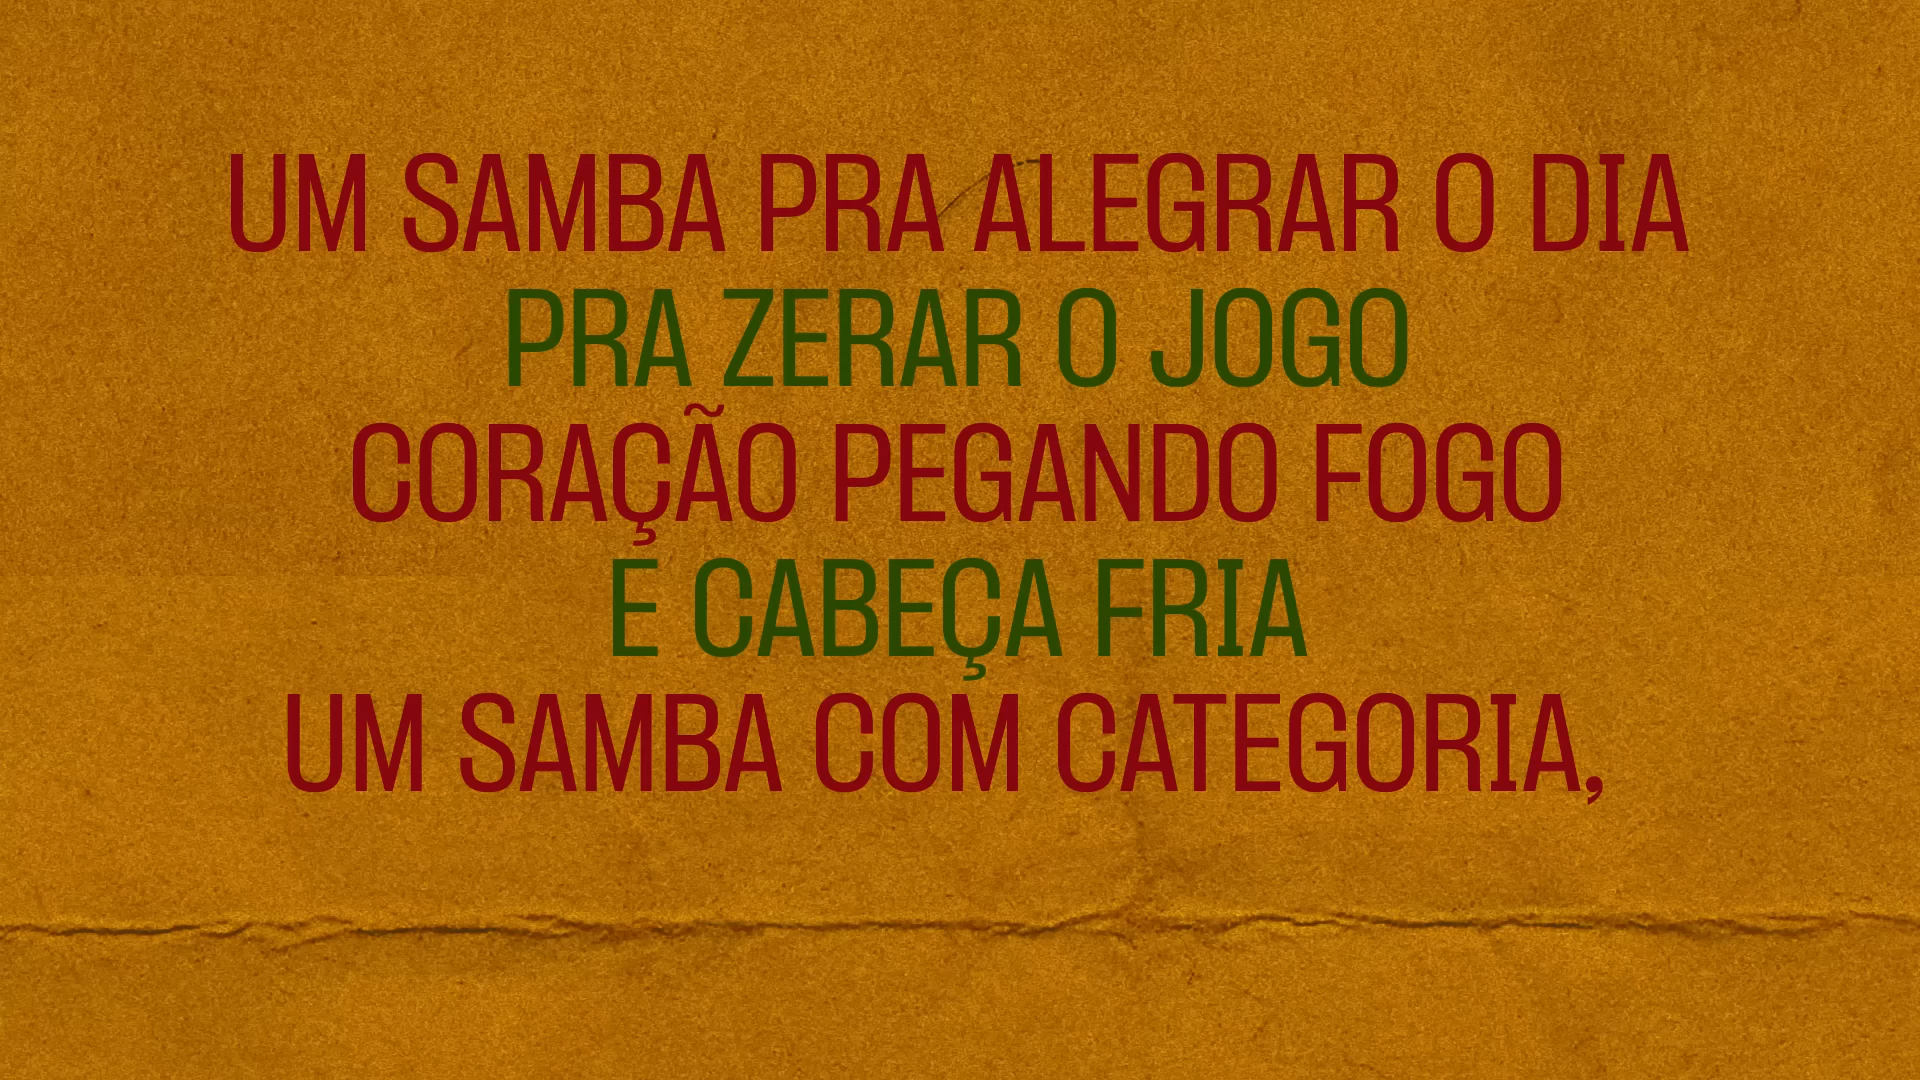 UM SAMBA PRA ALEGRAR O DIA
PRA ZERAR O JOGO
CORAÇÃO PEGANDO FOGO
E CABEÇA FRIA
UM SAMBA COM CATEGORIA,